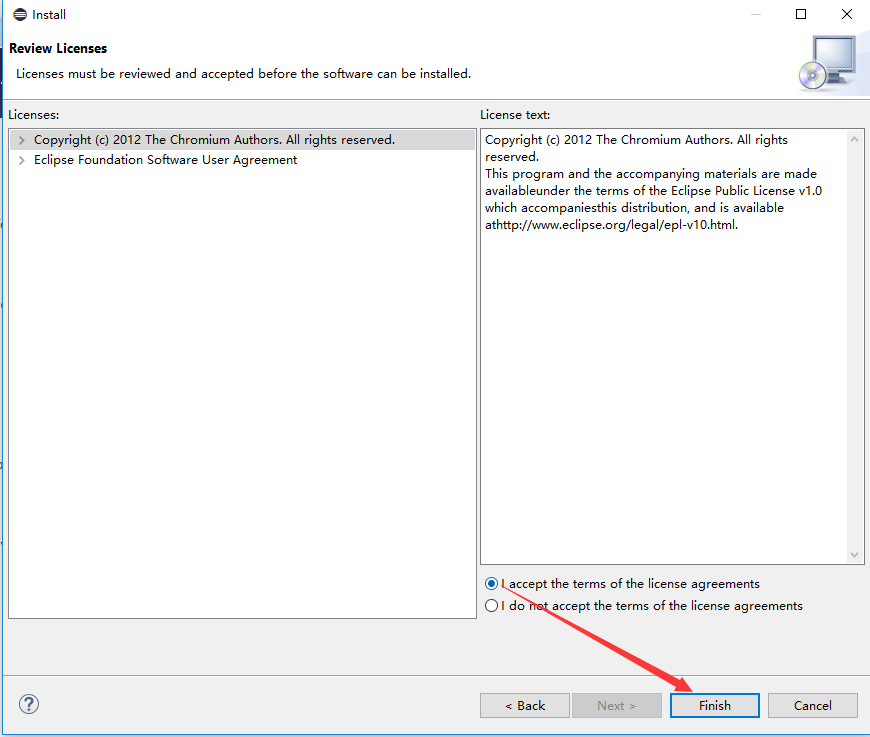 Install
Review Licenses
Licenses must be reviewed and accepted before the software can be installed.
Licenses:
Copyright (c) 2012 The Chromium Authors. All rights reserved.
Eclipse Foundation Software User Agreement
License text:
Copyright (c) 2012 The Chromium Authors. All rights
reserved.
This program and the accompanying materials are made
availableunder the terms of the Eclipse Public License v1.0
which accompaniesthis distribution, and is available
athttp://www.eclipse.org/legal/epl-v10.html.
I accept the terms of the license agreements
I do not accept the terms of the license agreements
?
< Back
Next >
Finish
Cancel